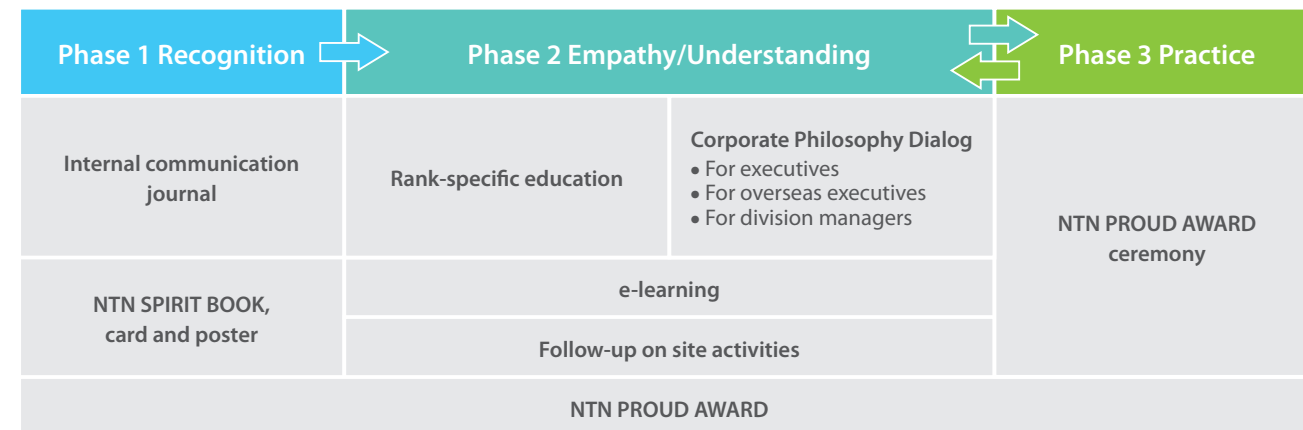 Phase 1 Recognition
Phase 2 Empathy/Understanding
Phase 3 Practice
Internal communication
journal
Rank-specific education
Corporate Philosophy Dialog
• For executives
• For overseas executives
• For division managers
NTN PROUD AWARD
ceremony
NTN SPIRIT BOOK,
card and poster
e-learning
Follow-up on site activities
NTN PROUD AWARD